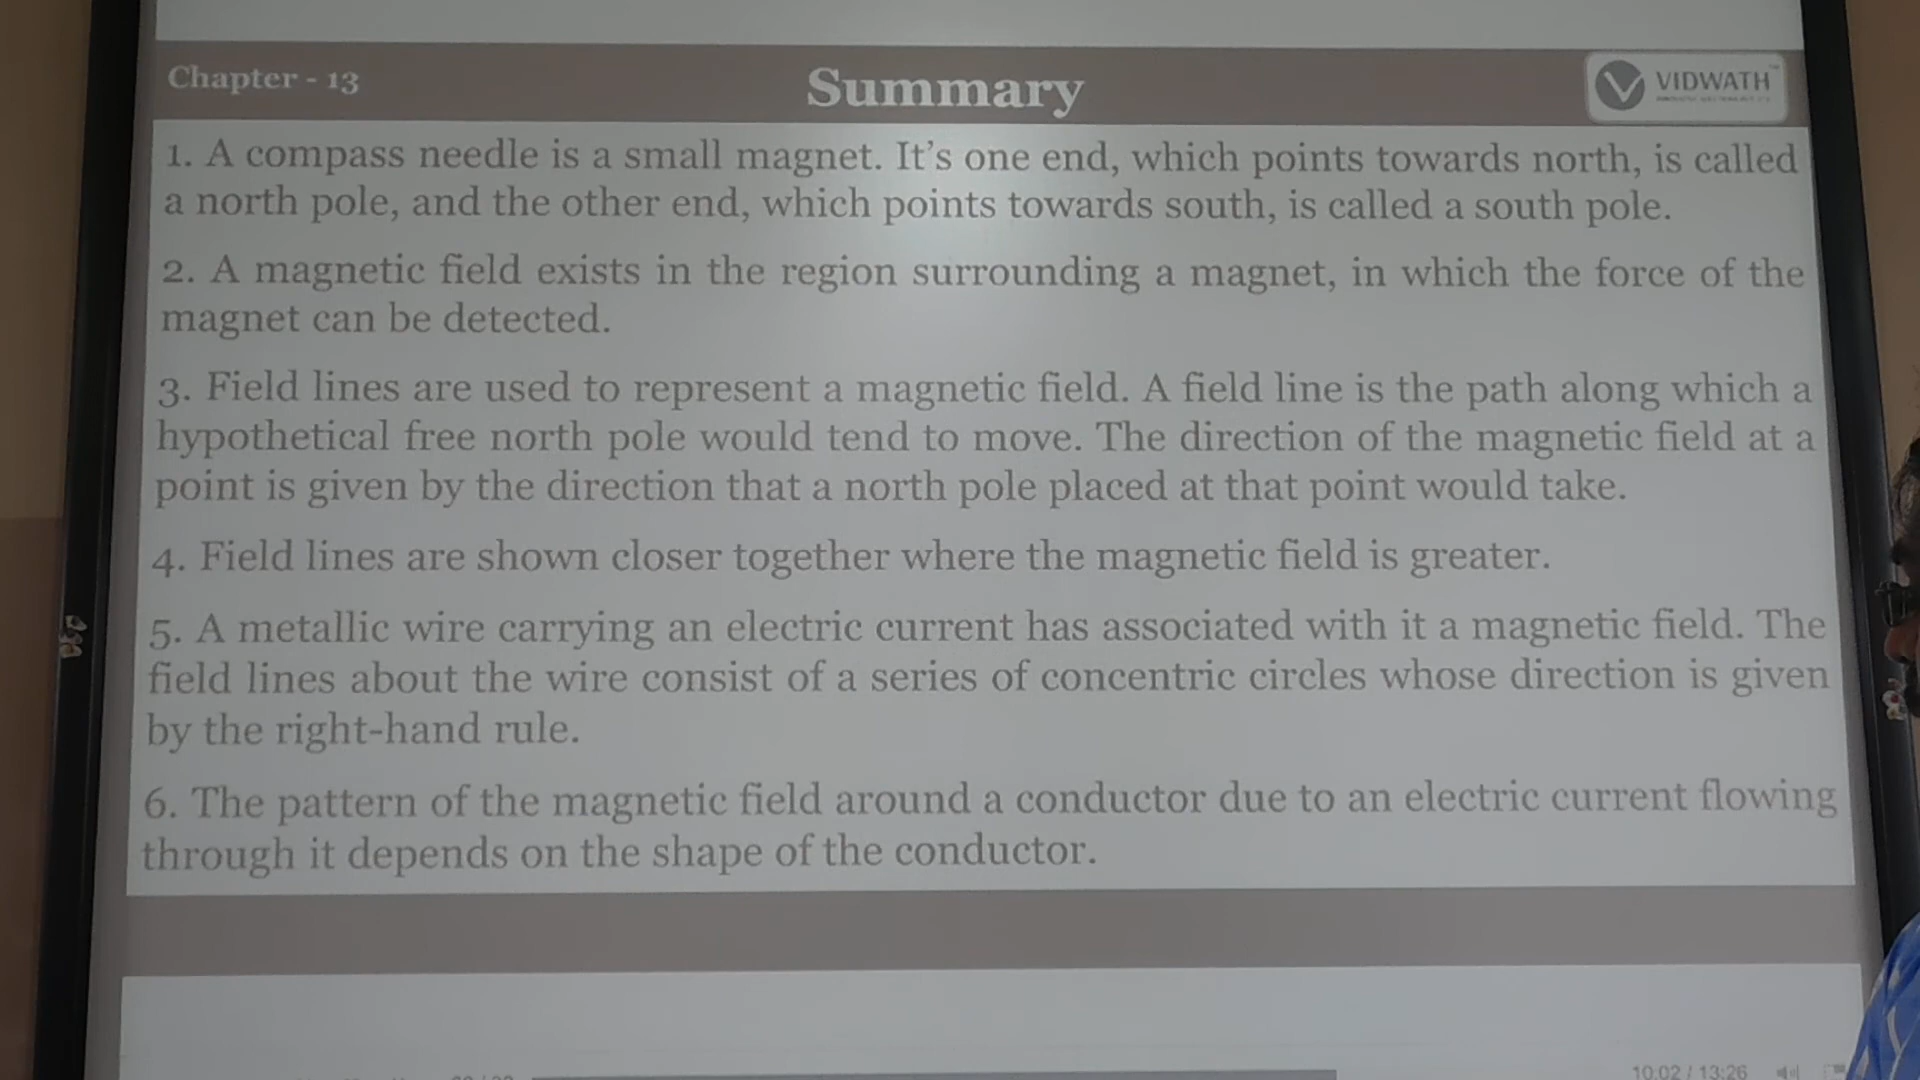 Chapter - 13
Summary
VIDWATH
1. A compass needle is a small magnet. It's one end, which points towards north, is called
a north pole, and the other end, which points towards south, is called a south pole.
2. A magnetic field exists in the region surrounding a magnet, in which the force of the
magnet can be detected.
3. Field lines are used to represent a magnetic field. A field line is the path along which a
hypothetical free north pole would tend to move. The direction of the magnetic field at a
point is given by the direction that a north pole placed at that point would take.
4. Field lines are shown closer together where the magnetic field is greater.
5. A metallic wire carrying an electric current has associated with it a magnetic field. The
field lines about the wire consist of a series of concentric circles whose direction is given
by the right-hand rule.
6. The pattern of the magnetic field around a conductor due to an electric current flowing
through it depends on the shape of the conductor.
10:02 / 13:26